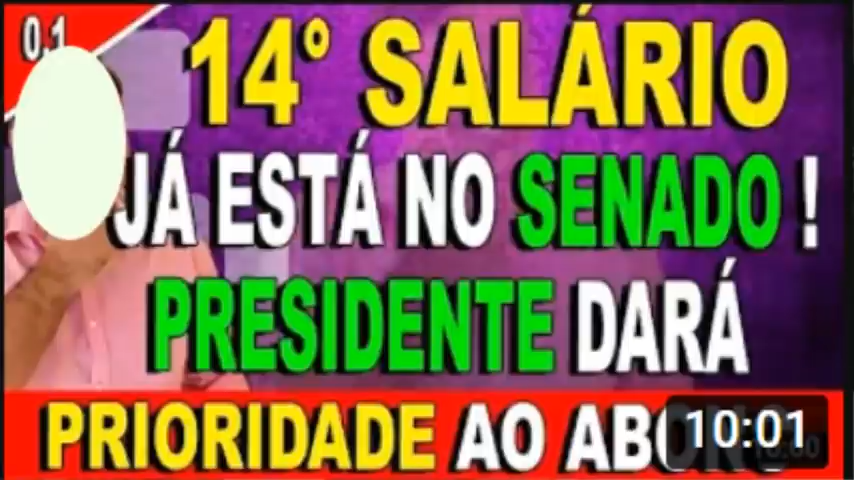 0.1
14° SALÁRIO
JÁ ESTÁ NO SENADO !
PRESIDENTE DARÁ
PRIORIDADE AO
10:01